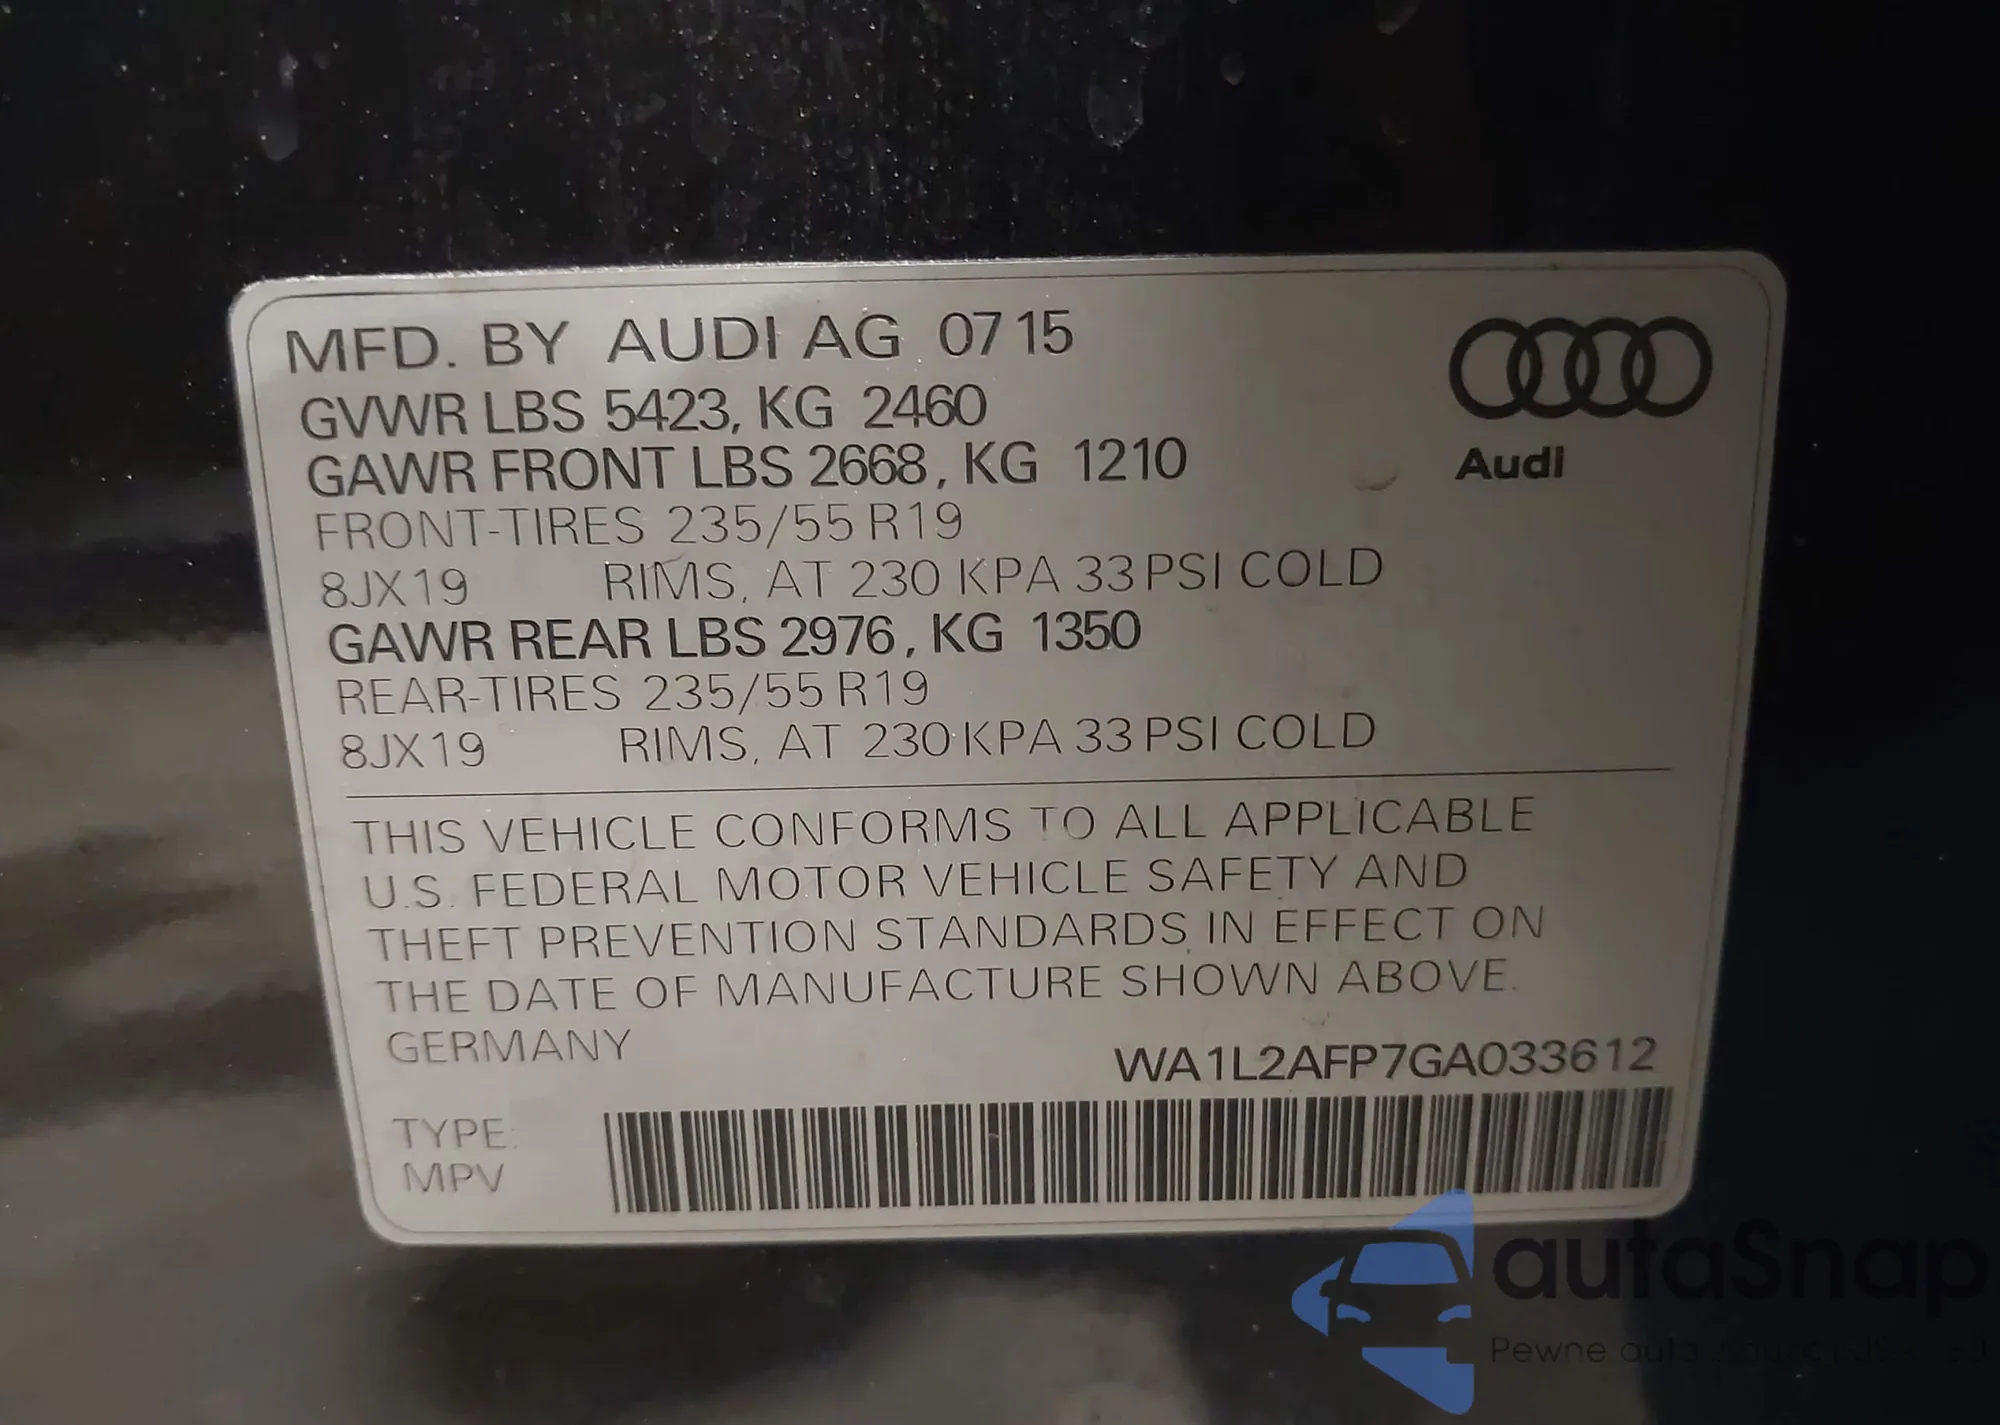 MFD. BY AUDI AG 07 15
GVWR LBS 5423, KG 2460
GAWR FRONT LBS 2668, KG 1210
FRONT-TIRES 235/55 R19
8JX19 RIMS, AT 230 KPA 33 PSI COLD
GAWR REAR LBS 2976, KG 1350
REAR-TIRES 235/55 R19
8JX19 RIMS, AT 230 KPA 33 PSI COLD
Audi
THIS VEHICLE CONFORMS TO ALL APPLICABLE
U.S. FEDERAL MOTOR VEHICLE SAFETY AND
THEFT PREVENTION STANDARDS IN EFFECT ON
THE DATE OF MANUFACTURE SHOWN ABOVE.
GERMANY
WA1L2AFP7GA033612
TYPE:
MPV
autaSnap
Pewne auta